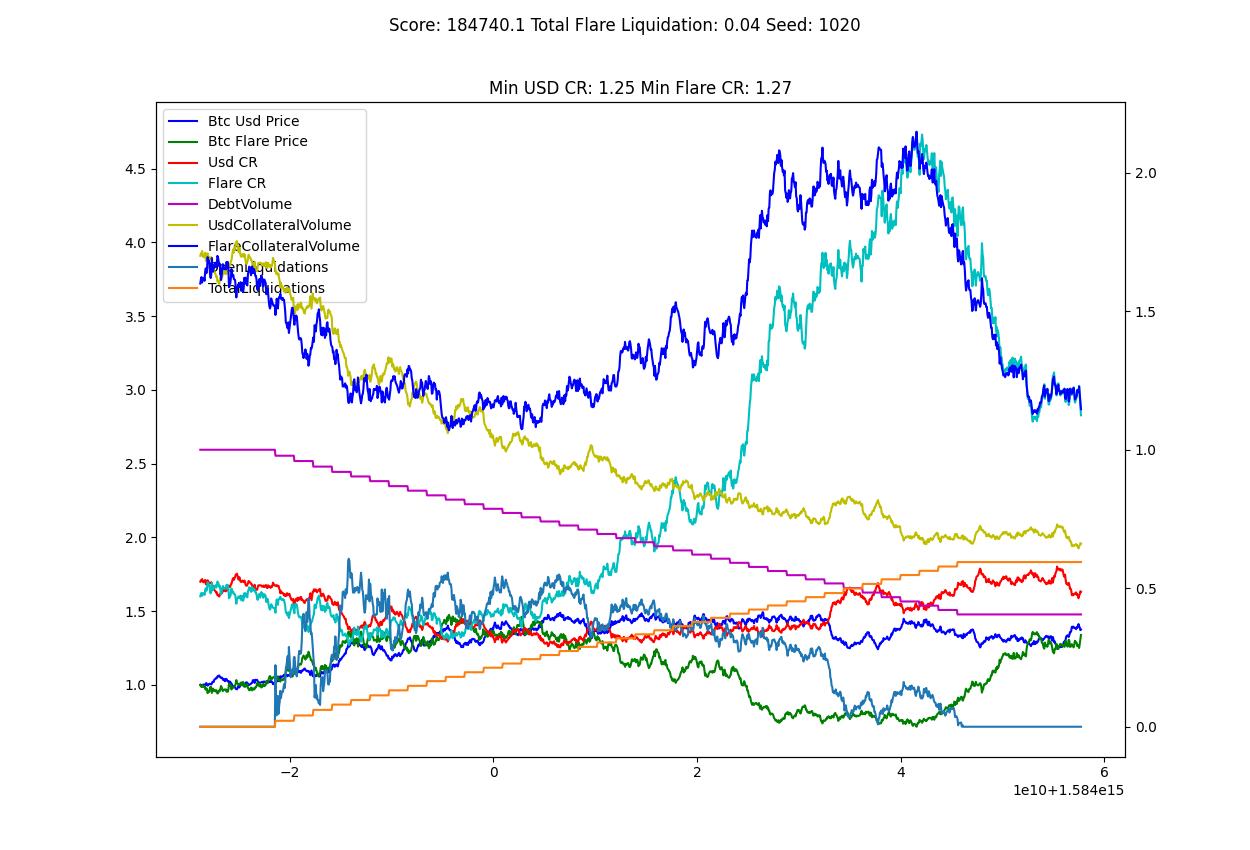 Score: 184740.1 Total Flare Liquidation: 0.04 Seed: 1020
Min USD CR: 1.25 Min Flare CR: 1.27
Btc Usd Price
Btc Flare Price
Usd CR
Flare CR
DebtVolume
UsdCollateralVolume
FlareCollateralVolume
OpenLiquidations
TotalLiquidations
4.5
4.0
3.5
3.0
2.5
2.0
1.5
1.0
2.0
1.5
1.0
0.5
0.0
−2
0
2
4
6
1e10+1.584e15